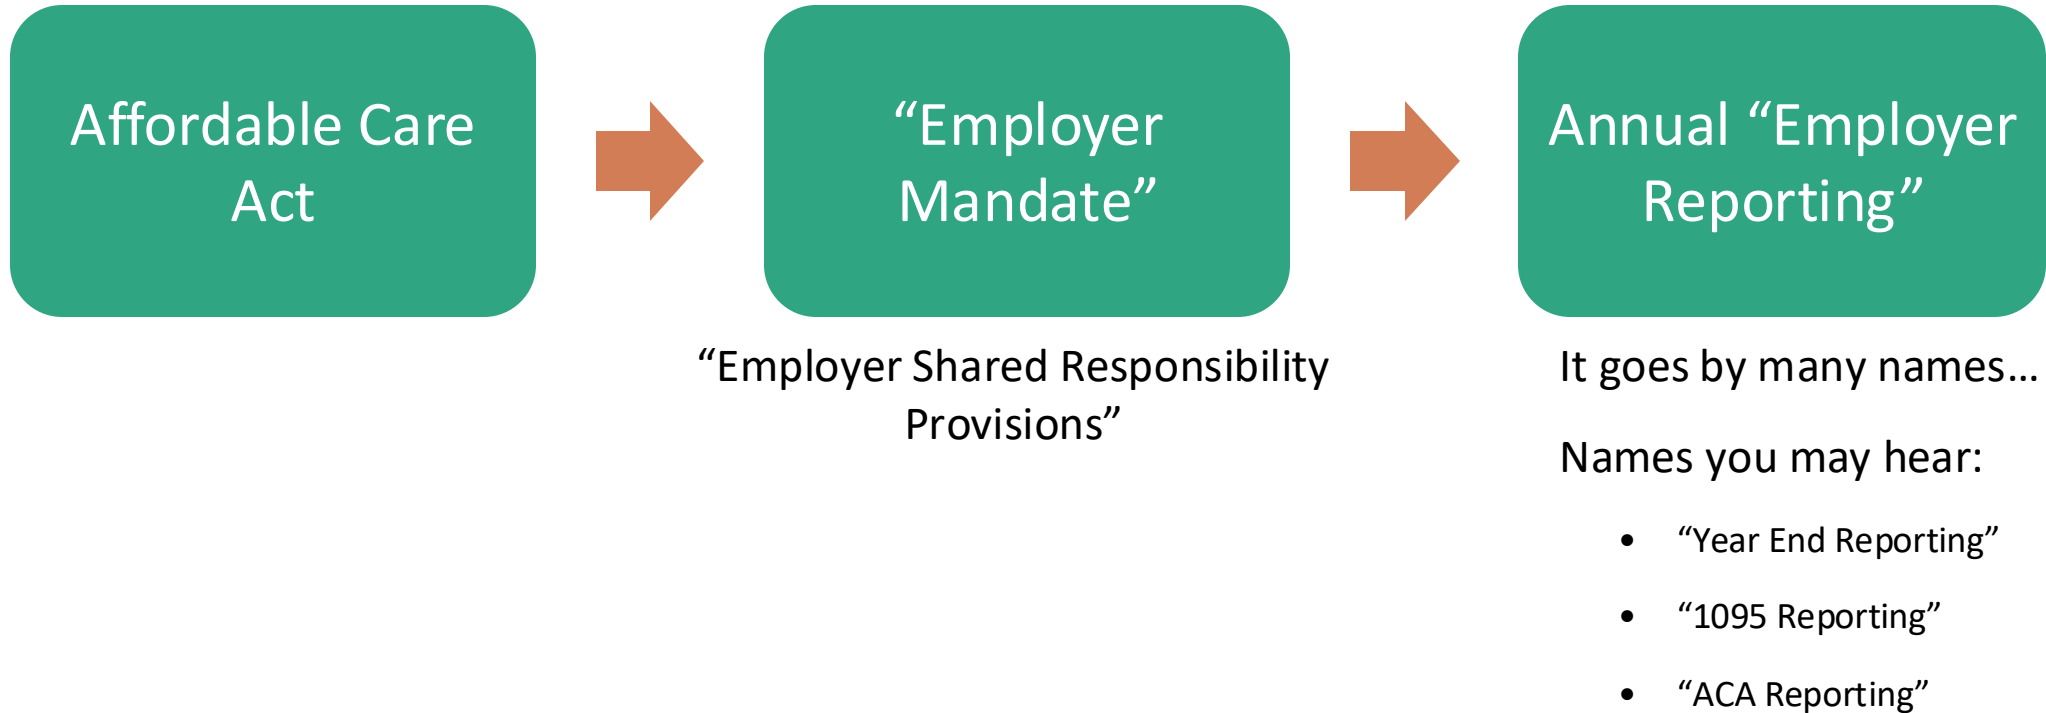 Affordable Care
Act
“Employer
Mandate”
“Employer Shared Responsibility
Provisions”
Annual “Employer
Reporting”
It goes by many names…
Names you may hear:
• “Year End Reporting”
• “1095 Reporting”
• “ACA Reporting”